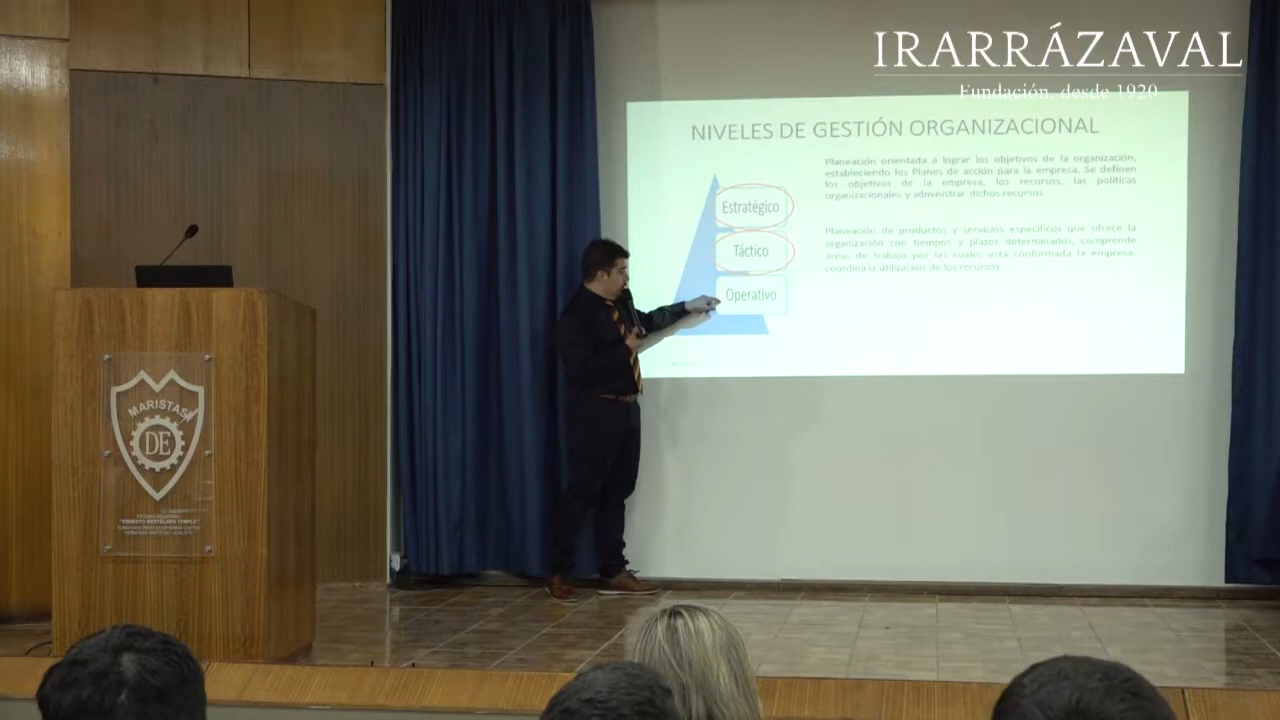 IRARRÁZAVAL
Fundación, desde 1920
NIVELES DE GESTIÓN ORGANIZACIONAL
Planeación orientada a lograr los objetivos de la organización,
estableciendo los Planes de acción para la empresa. Se definen
los objetivos de la empresa, los recursos, las políticas
organizacionales y administrar dichos recursos.
Estratégico
Planeación de productos y servicios específicos que ofrece la
organización con tiempos y plazos determinados, comprende
áreas de trabajo por las cuales está conformada la empresa.
coordina la utilización de los recursos.
Táctico
Operativo
MARISTAS
DE